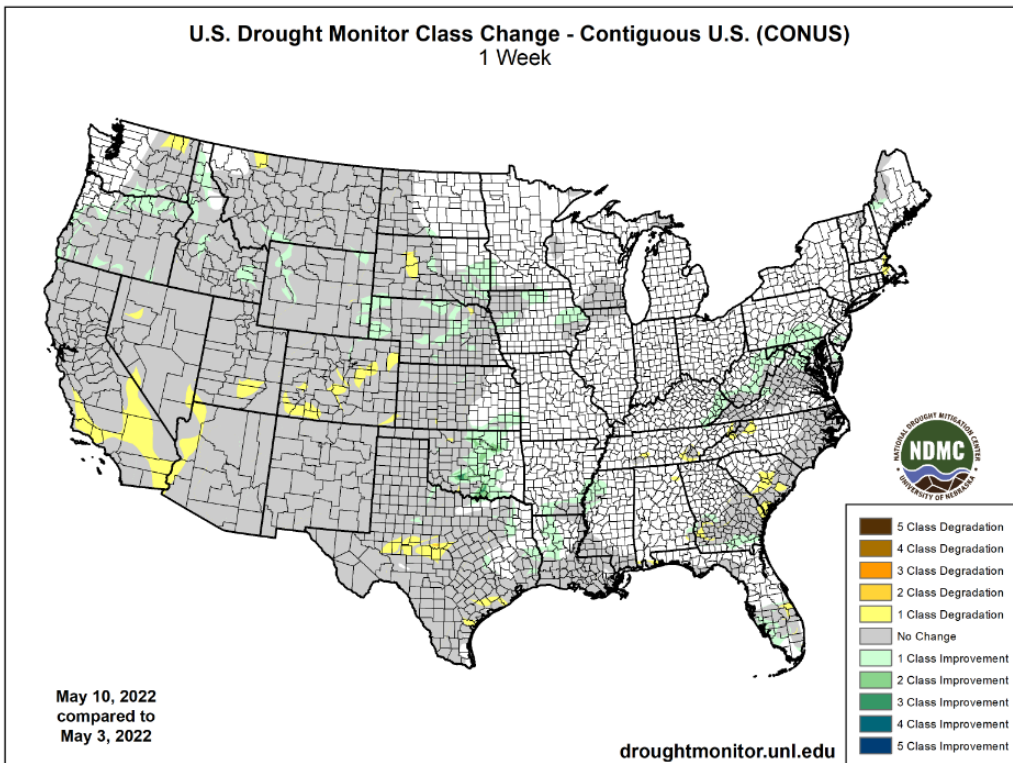 U.S. Drought Monitor Class Change - Contiguous U.S. (CONUS)
1 Week
NATIONAL DROUGHT MITIGATION CENTER
NDMC
UNIVERSITY OF NEBRASKA
5 Class Degradation
4 Class Degradation
3 Class Degradation
2 Class Degradation
1 Class Degradation
No Change
1 Class Improvement
2 Class Improvement
3 Class Improvement
4 Class Improvement
5 Class Improvement
May 10, 2022
compared to
May 3, 2022
droughtmonitor.unl.edu